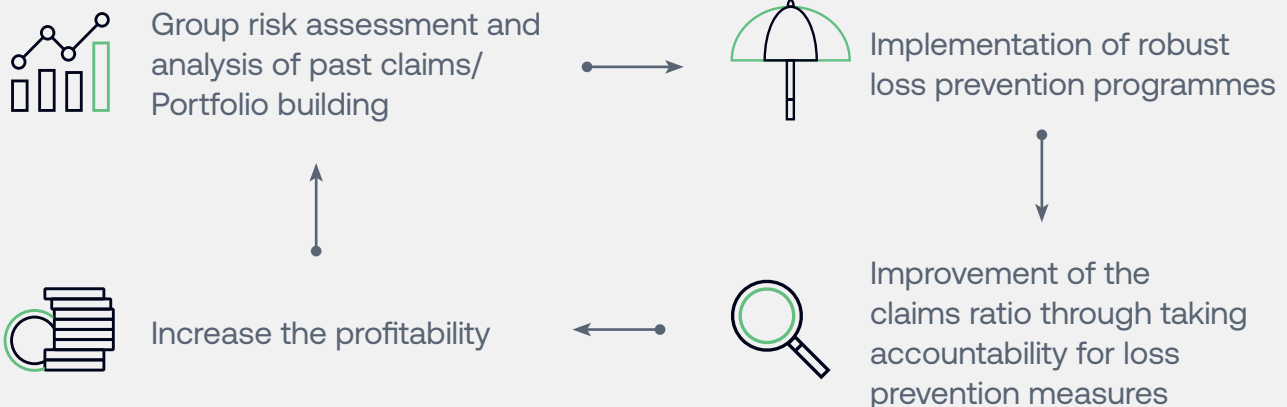 Group risk assessment and
analysis of past claims/
Portfolio building
Implementation of robust
loss prevention programmes
Improvement of the
claims ratio through taking
accountability for loss
prevention measures
Increase the profitability